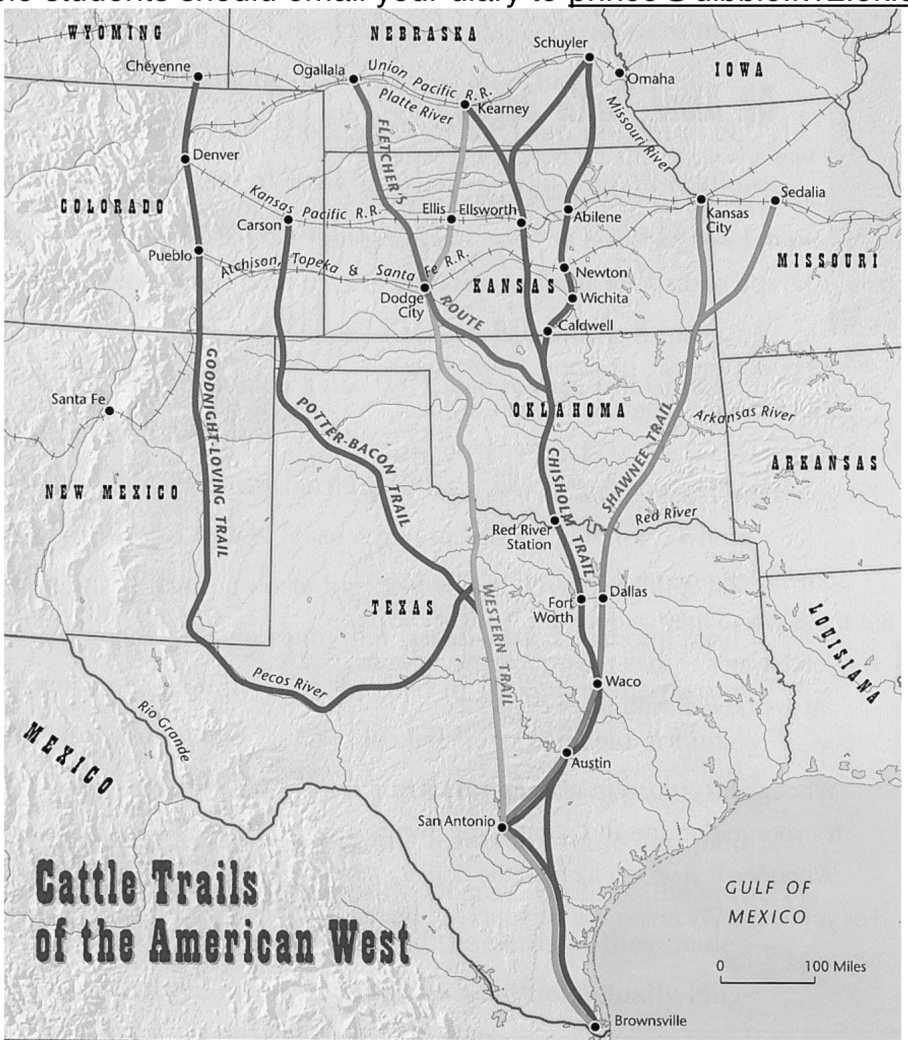 WYOMING
NEBRASKA
IOWA
Schuyler
Omaha
Cheyenne
Ogallala
Union Pacific R.R.
Platte River
Kearney
Missouri River
FLETCHER'S
ROUTE
Denver
COLORADO
Kansas Pacific R.R.
Carson
Ellis
Ellsworth
Abilene
Kansas
City
Sedalia
MISSOURI
Pueblo
Atchison, Topeka & Santa Fe R.R.
Dodge
City
KANSAS
Newton
Wichita
Caldwell
Santa Fe
GOODNIGHT-LOVING TRAIL
POTTER-BACON TRAIL
OKLAHOMA
CHISHOLM TRAIL
SHAWNEE TRAIL
Arkansas River
ARKANSAS
NEW MEXICO
Red River
Station
Red River
TEXAS
WESTERN TRAIL
Fort
Worth
Dallas
LOUISIANA
Waco
Pecos River
Rio Grande
MEXICO
Austin
San Antonio
Cattle Trails
of the American West
GULF OF
MEXICO
0 100 Miles
Brownsville